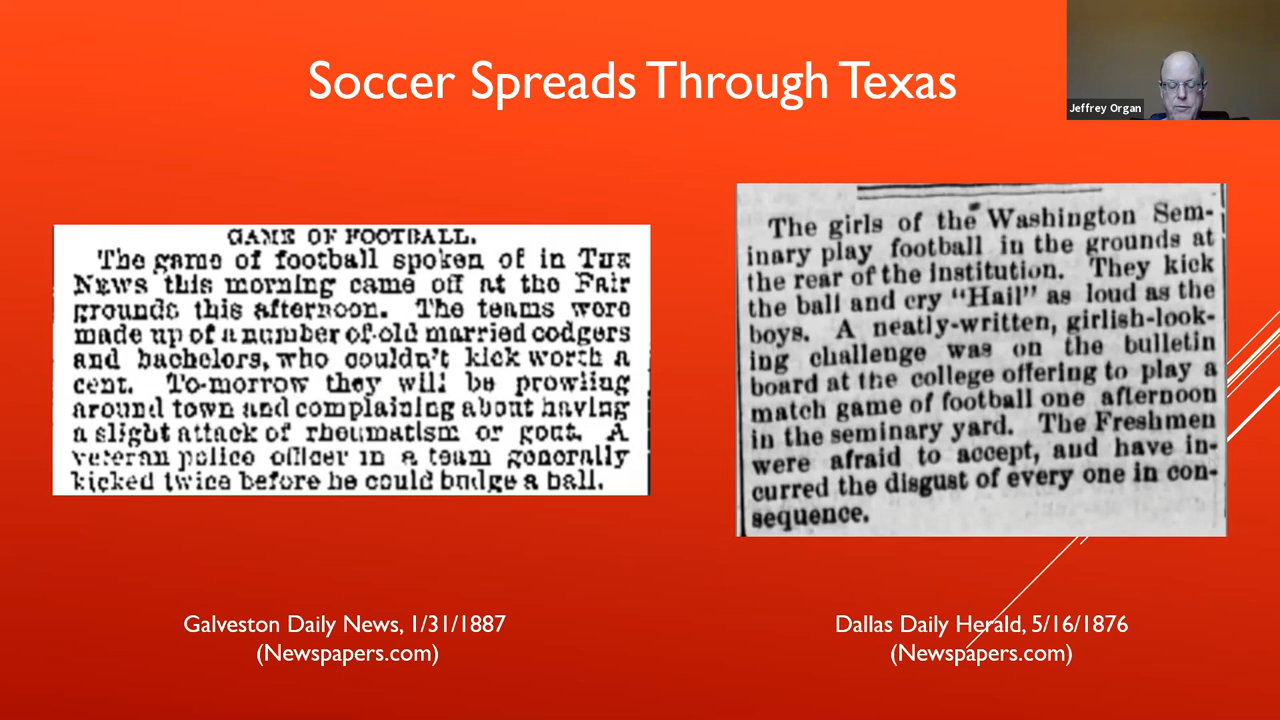 Soccer Spreads Through Texas
Jeffrey Organ
GAME OF FOOTBALL.
The game of football spoken of in THE
NEWS this morning came off at the Fair
grounds this afternoon. The teams were
made up of a number of old married codgers
and bachelors, who couldn't kick worth a
cent. To-morrow they will be prowling
around town and complaining about having
a slight attack of rheumatism or gout. A
veteran police officer in a team generally
kicked twice before he could budge a ball.
The girls of the Washington Sem-
inary play football in the grounds at
the rear of the institution. They kick
the ball and cry "Hail" as loud as the
boys. A neatly-written, girlish-look-
ing challenge was on the bulletin
board at the college offering to play a
match game of football one afternoon
in the seminary yard. The Freshmen
were afraid to accept, and have in-
curred the disgust of every one in con-
sequence.
Galveston Daily News, 1/31/1887
(Newspapers.com)
Dallas Daily Herald, 5/16/1876
(Newspapers.com)